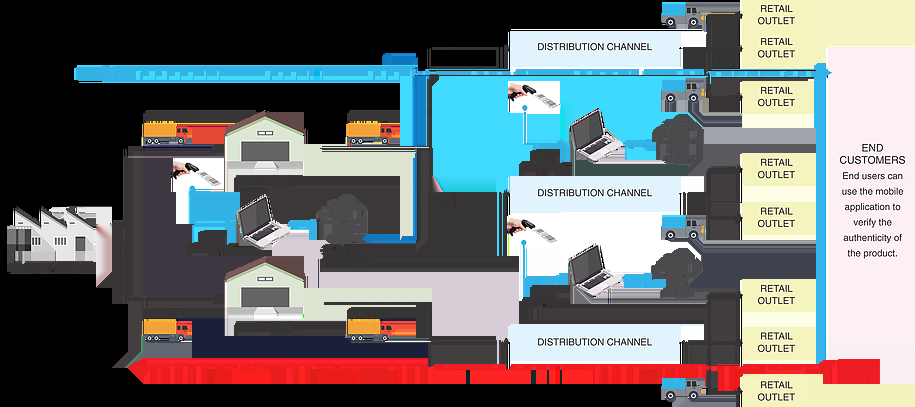 RETAIL
OUTLET
RETAIL
OUTLET
DISTRIBUTION CHANNEL
RETAIL
OUTLET
RETAIL
OUTLET
DISTRIBUTION CHANNEL
RETAIL
OUTLET
RETAIL
OUTLET
RETAIL
OUTLET
DISTRIBUTION CHANNEL
RETAIL
OUTLET
END
CUSTOMERS
End users can
use the mobile
application to
verify the
authenticity of
the product.